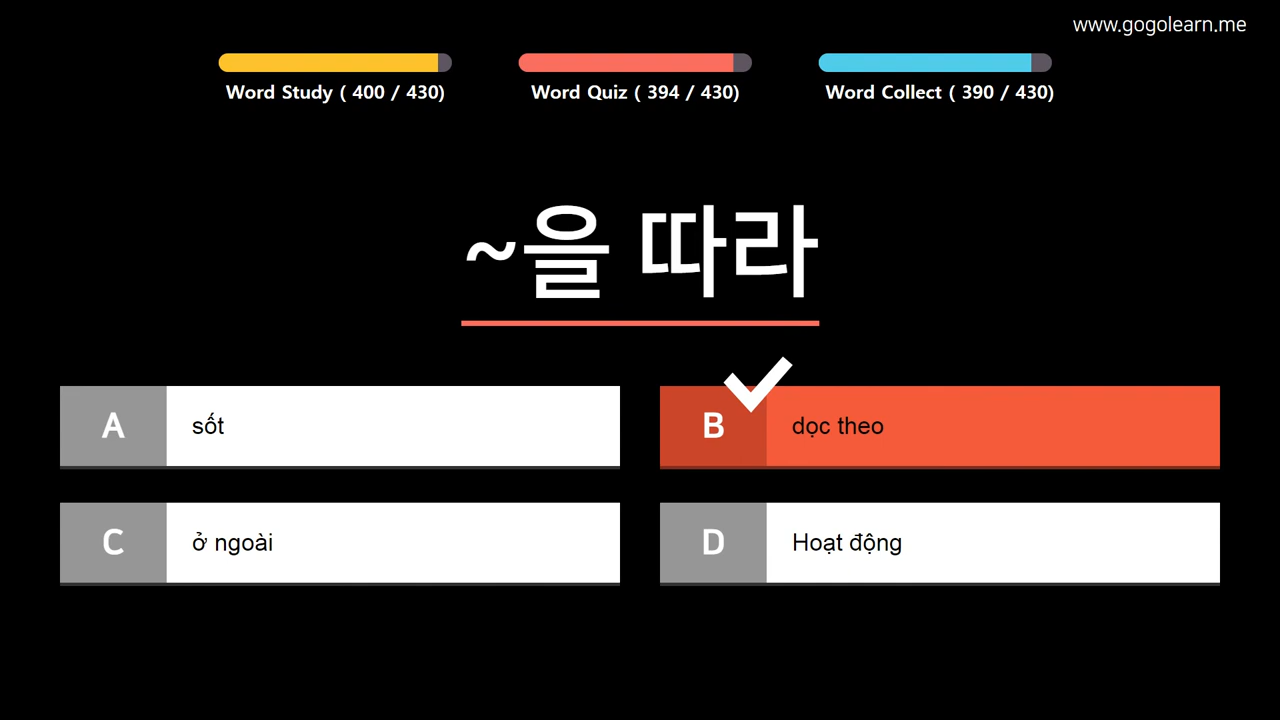 www.gogolearn.me
Word Study ( 400 / 430)
Word Quiz ( 394 / 430)
Word Collect ( 390 / 430)
~을 따라
A sốt
B dọc theo
C ở ngoài
D Hoạt động